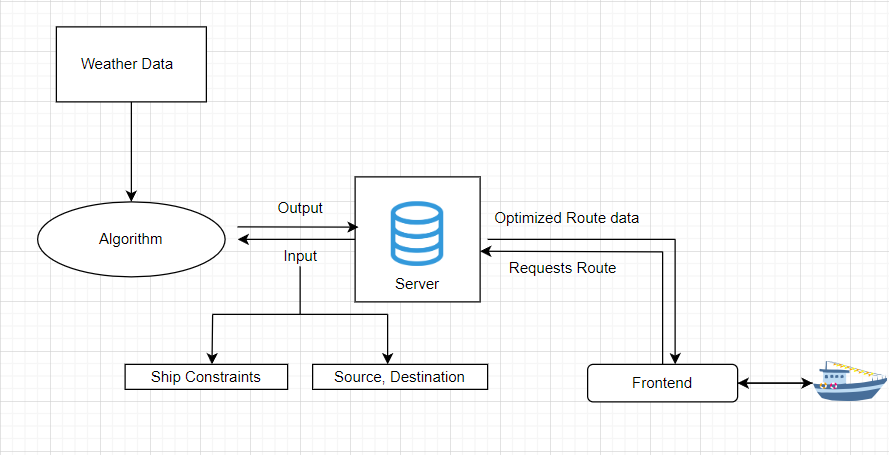 Weather Data
Output
Algorithm
Optimized Route data
Input
Requests Route
Server
Ship Constraints
Source, Destination
Frontend